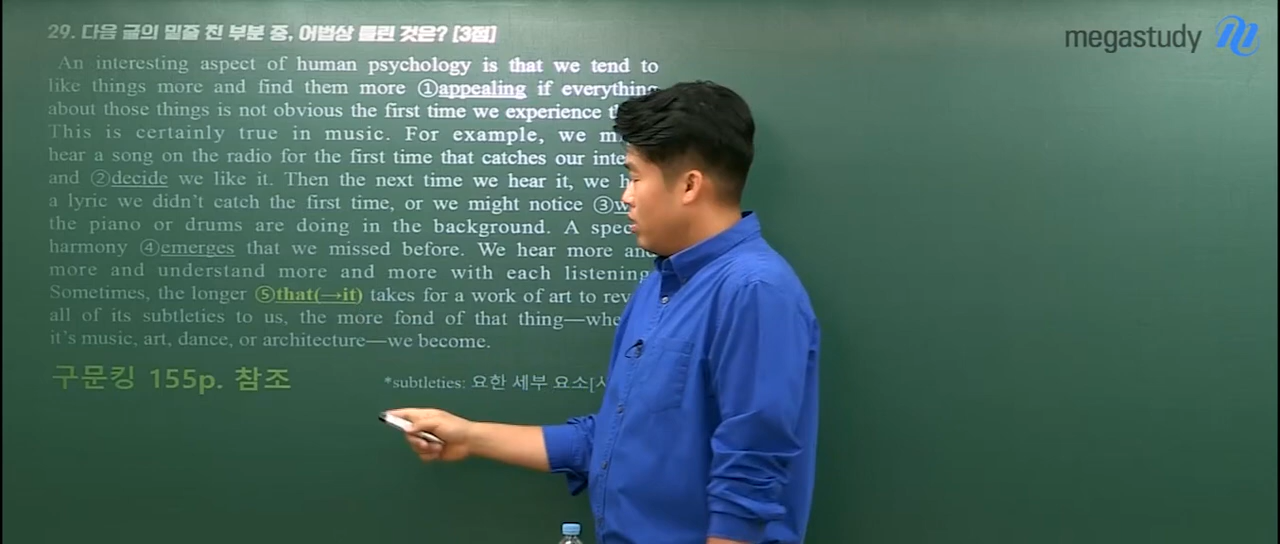 29. 다음 글의 밑줄 친 부분 중, 어법상 틀린 것은? [3점]
megastudy
An interesting aspect of human psychology is that we tend to
like things more and find them more ①appealing if everything
about those things is not obvious the first time we experience
This is certainly true in music. For example, we
hear a song on the radio for the first time that catches our
and ②decide we like it. Then the next time we hear it, we
a lyric we didn't catch the first time, or we might notice ③
the piano or drums are doing in the background. A
harmony ④emerges that we missed before. We hear more and
more and understand more and more with each listening
Sometimes, the longer ⑤that(→it) takes for a work of art to
all of its subtleties to us, the more fond of that thing—
it's music, art, dance, or architecture—we become.
구문킹 155p. 참조
*subtleties: 요한 세부 요소[